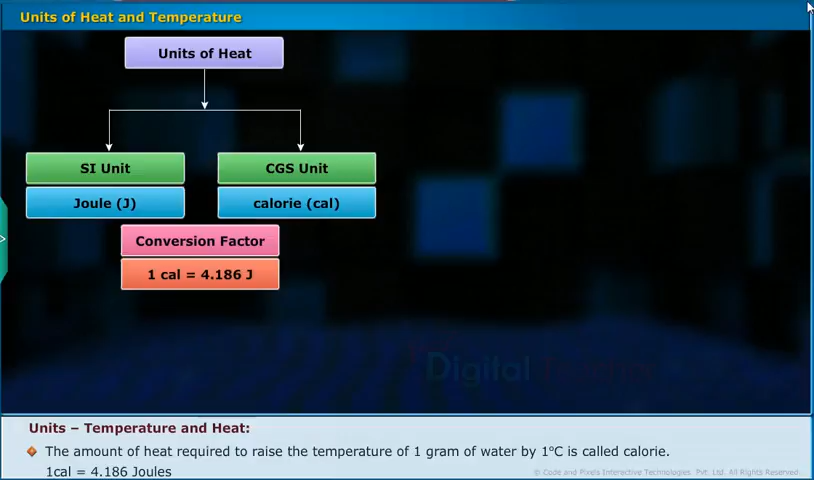 Units of Heat and Temperature
Units of Heat
SI Unit
CGS Unit
Joule (J)
calorie (cal)
Conversion Factor
1 cal = 4.186 J
Digital
Units – Temperature and Heat:
The amount of heat required to raise the temperature of 1 gram of water by 1°C is called calorie.
1cal = 4.186 Joules
© Code and Pixels Interactive Technologies. Pvt. Ltd. All Rights Reserved.